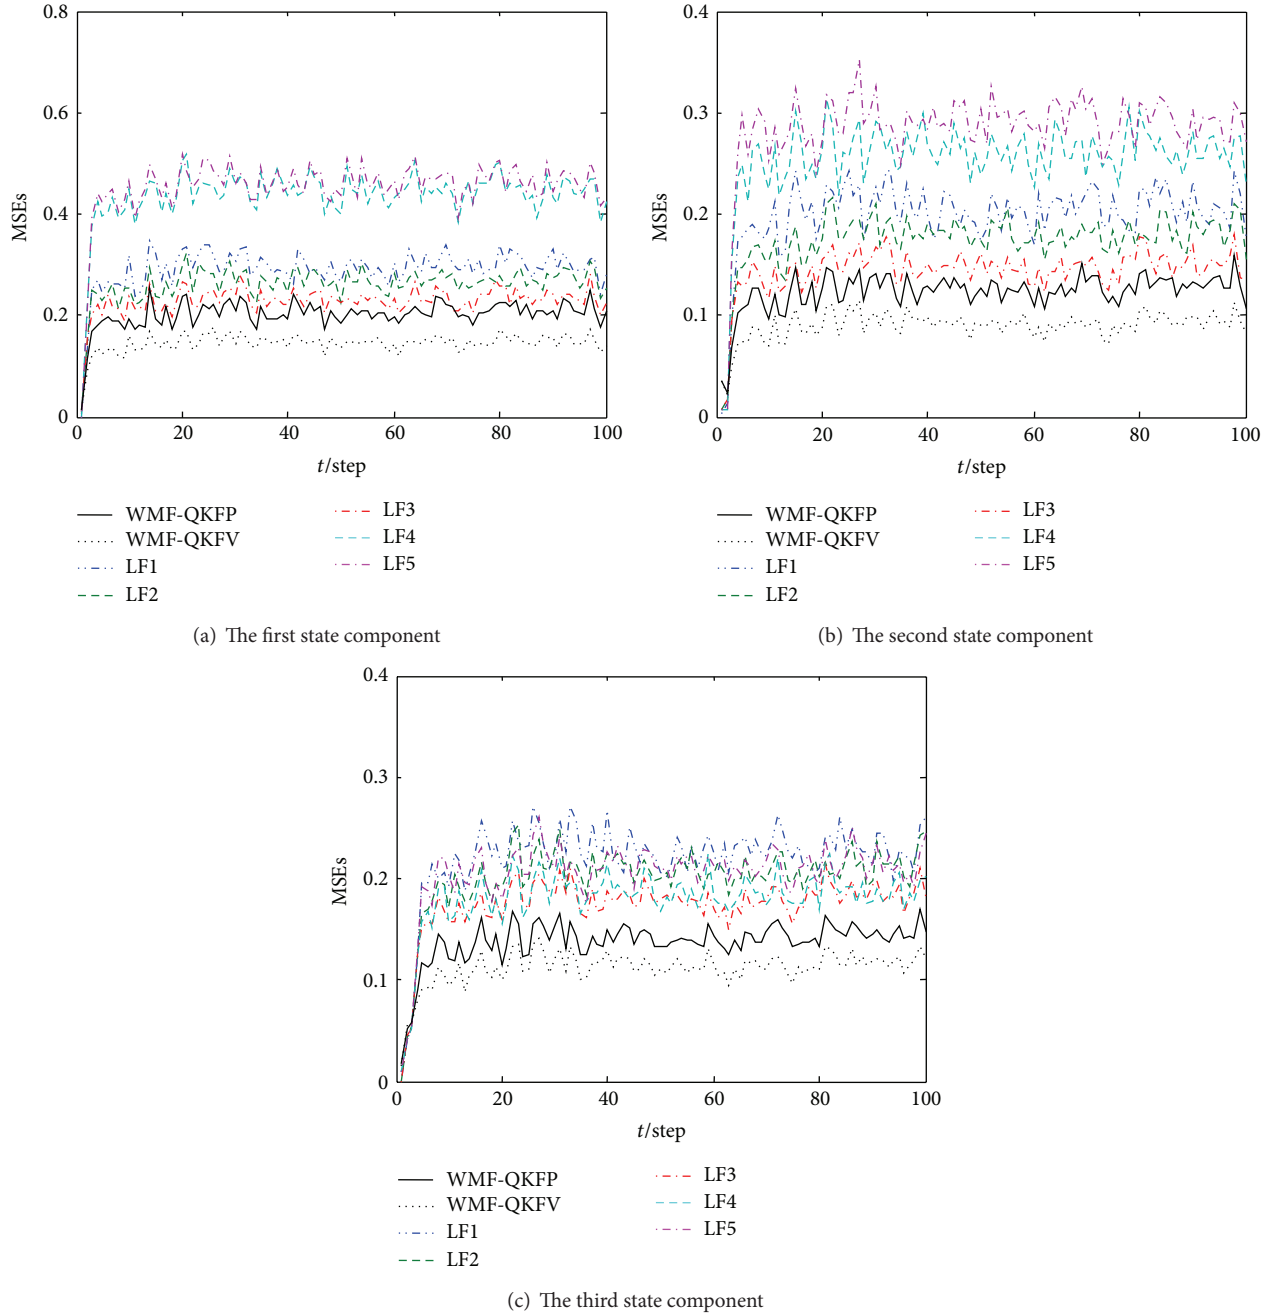 0.8
0.6
0.4
0.2
0
MSEs
0 20 40 60 80 100
t/step
WMF-QKFP
WMF-QKFV
LF1
LF2
LF3
LF4
LF5
(a) The first state component
0.4
0.3
0.2
0.1
0
MSEs
0 20 40 60 80 100
t/step
WMF-QKFP
WMF-QKFV
LF1
LF2
LF3
LF4
LF5
(b) The second state component
0.4
0.3
0.2
0.1
0
MSEs
0 20 40 60 80 100
t/step
WMF-QKFP
WMF-QKFV
LF1
LF2
LF3
LF4
LF5
(c) The third state component